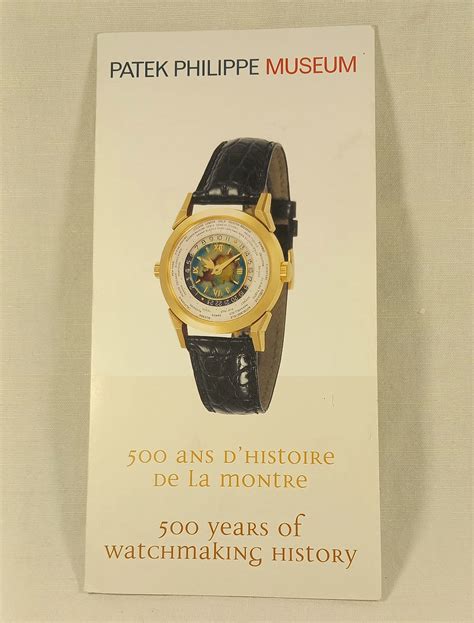 PATEK PHILIPPE MUSEUM
500 ans d'histoire
de la montre
500 years of
watchmaking history